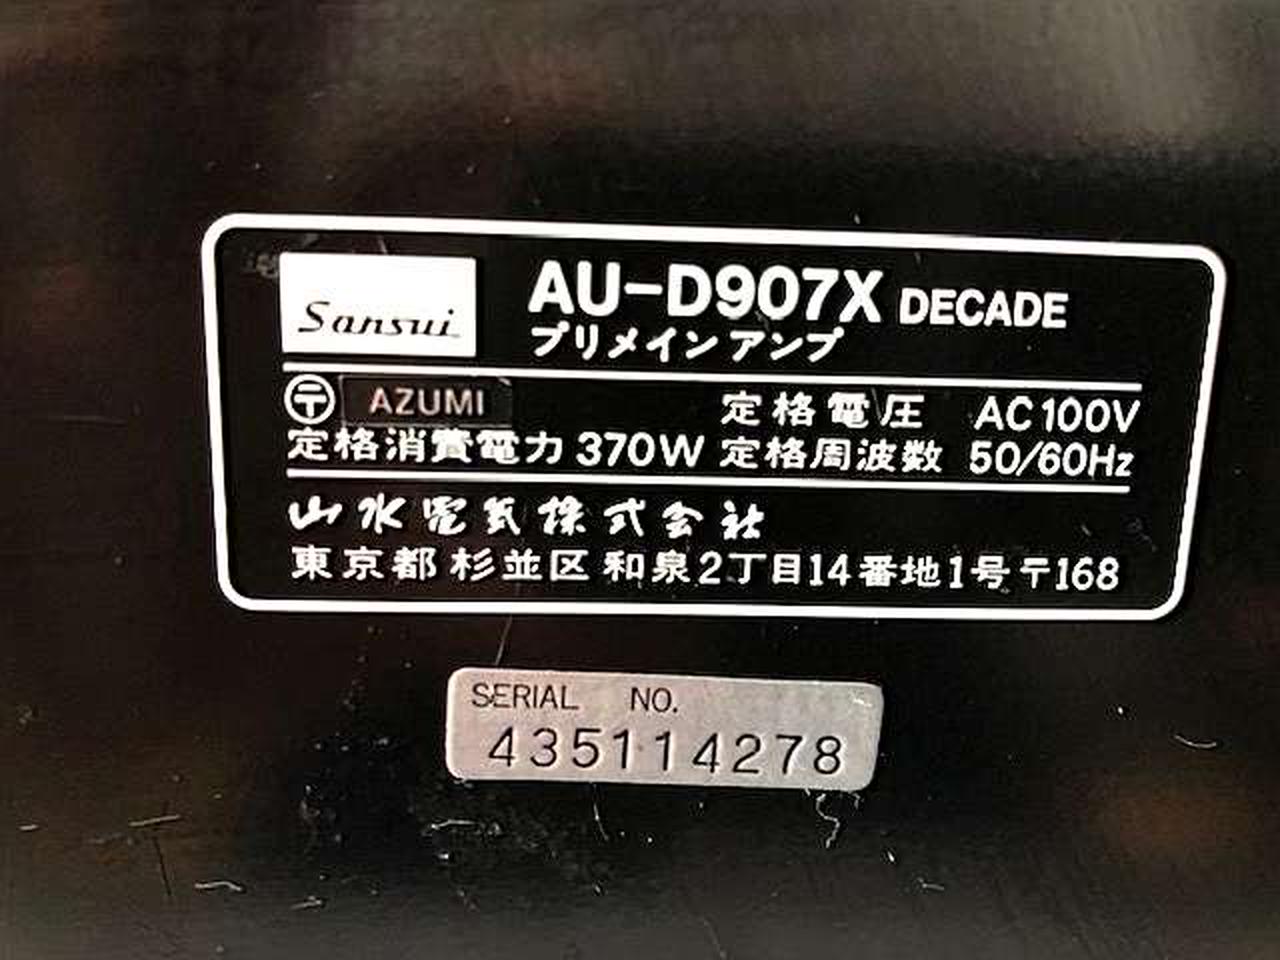 Sansui
AU-D907X DECADE
プリメインアンプ
〒 AZUMI 定格電圧 AC100V
定格消費電力 370W 定格周波数 50/60Hz
山水電気株式会社
東京都杉並区和泉2丁目14番地1号〒168
SERIAL NO.
435114278